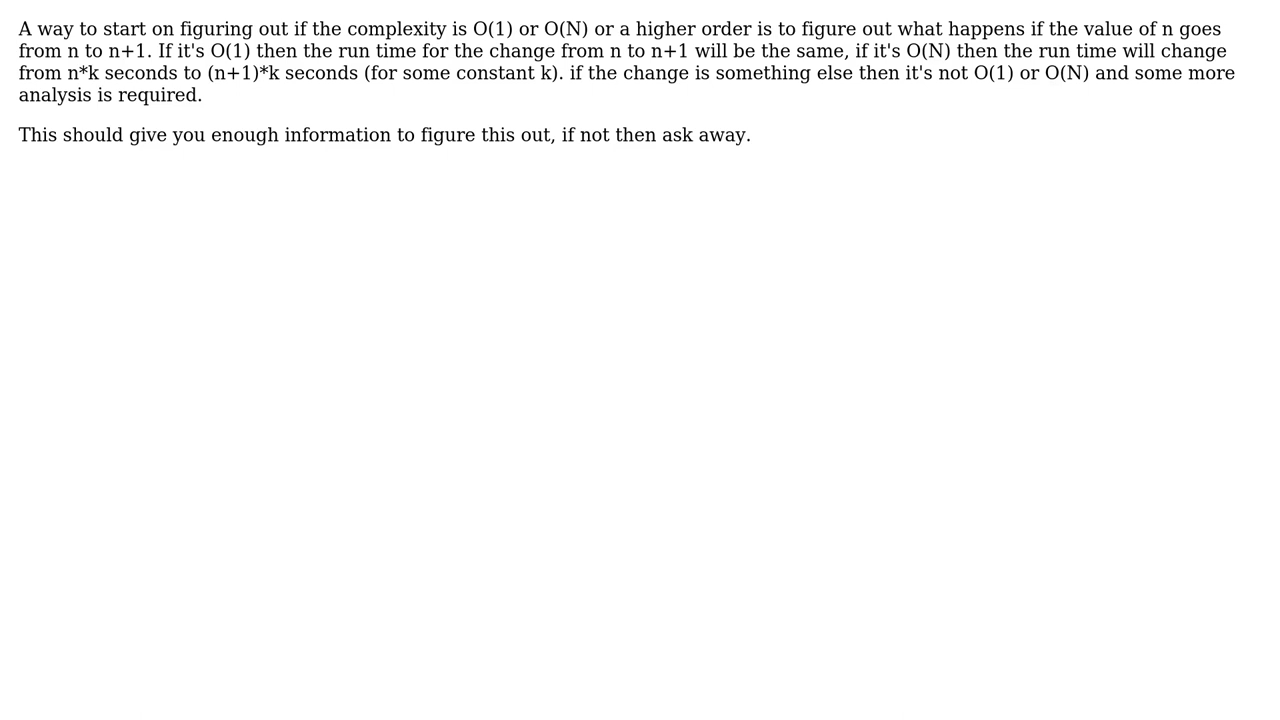 A way to start on figuring out if the complexity is O(1) or O(N) or a higher order is to figure out what happens if the value of n goes
from n to n+1. If it's O(1) then the run time for the change from n to n+1 will be the same, if it's O(N) then the run time will change
from n*k seconds to (n+1)*k seconds (for some constant k). if the change is something else then it's not O(1) or O(N) and some more
analysis is required.
This should give you enough information to figure this out, if not then ask away.